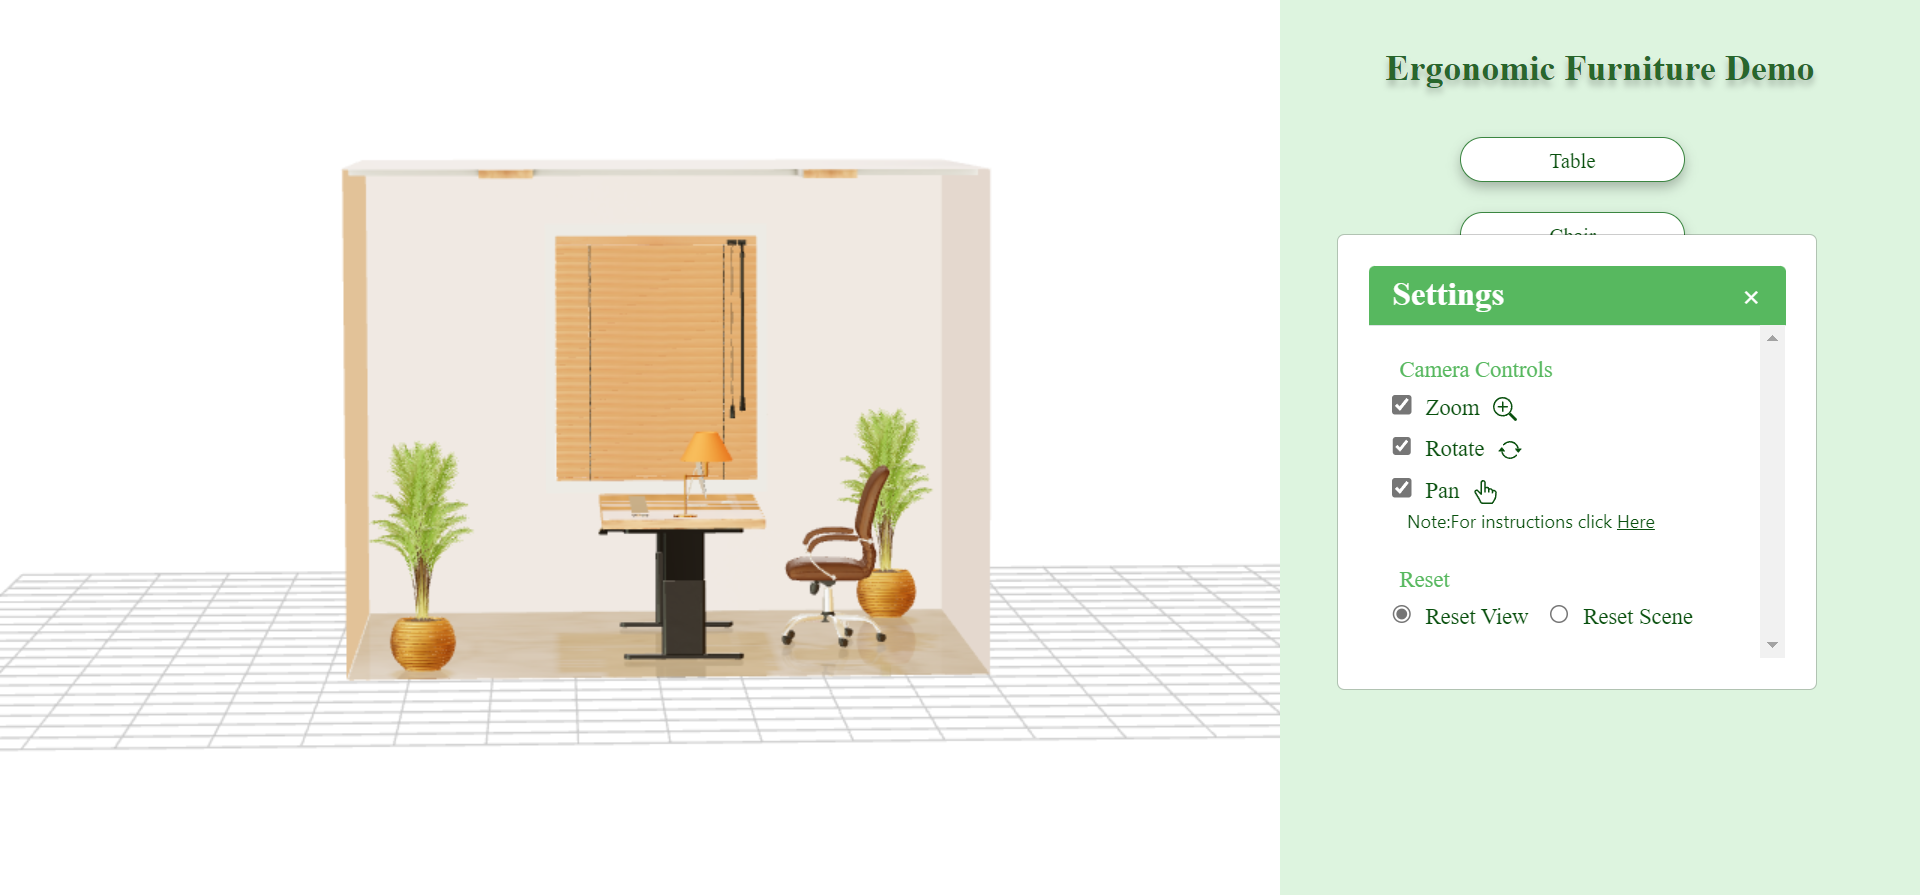 Ergonomic Furniture Demo
Table
Chair
Settings
Camera Controls
Zoom
Rotate
Pan
Note:For instructions click Here
Reset
Reset View Reset Scene